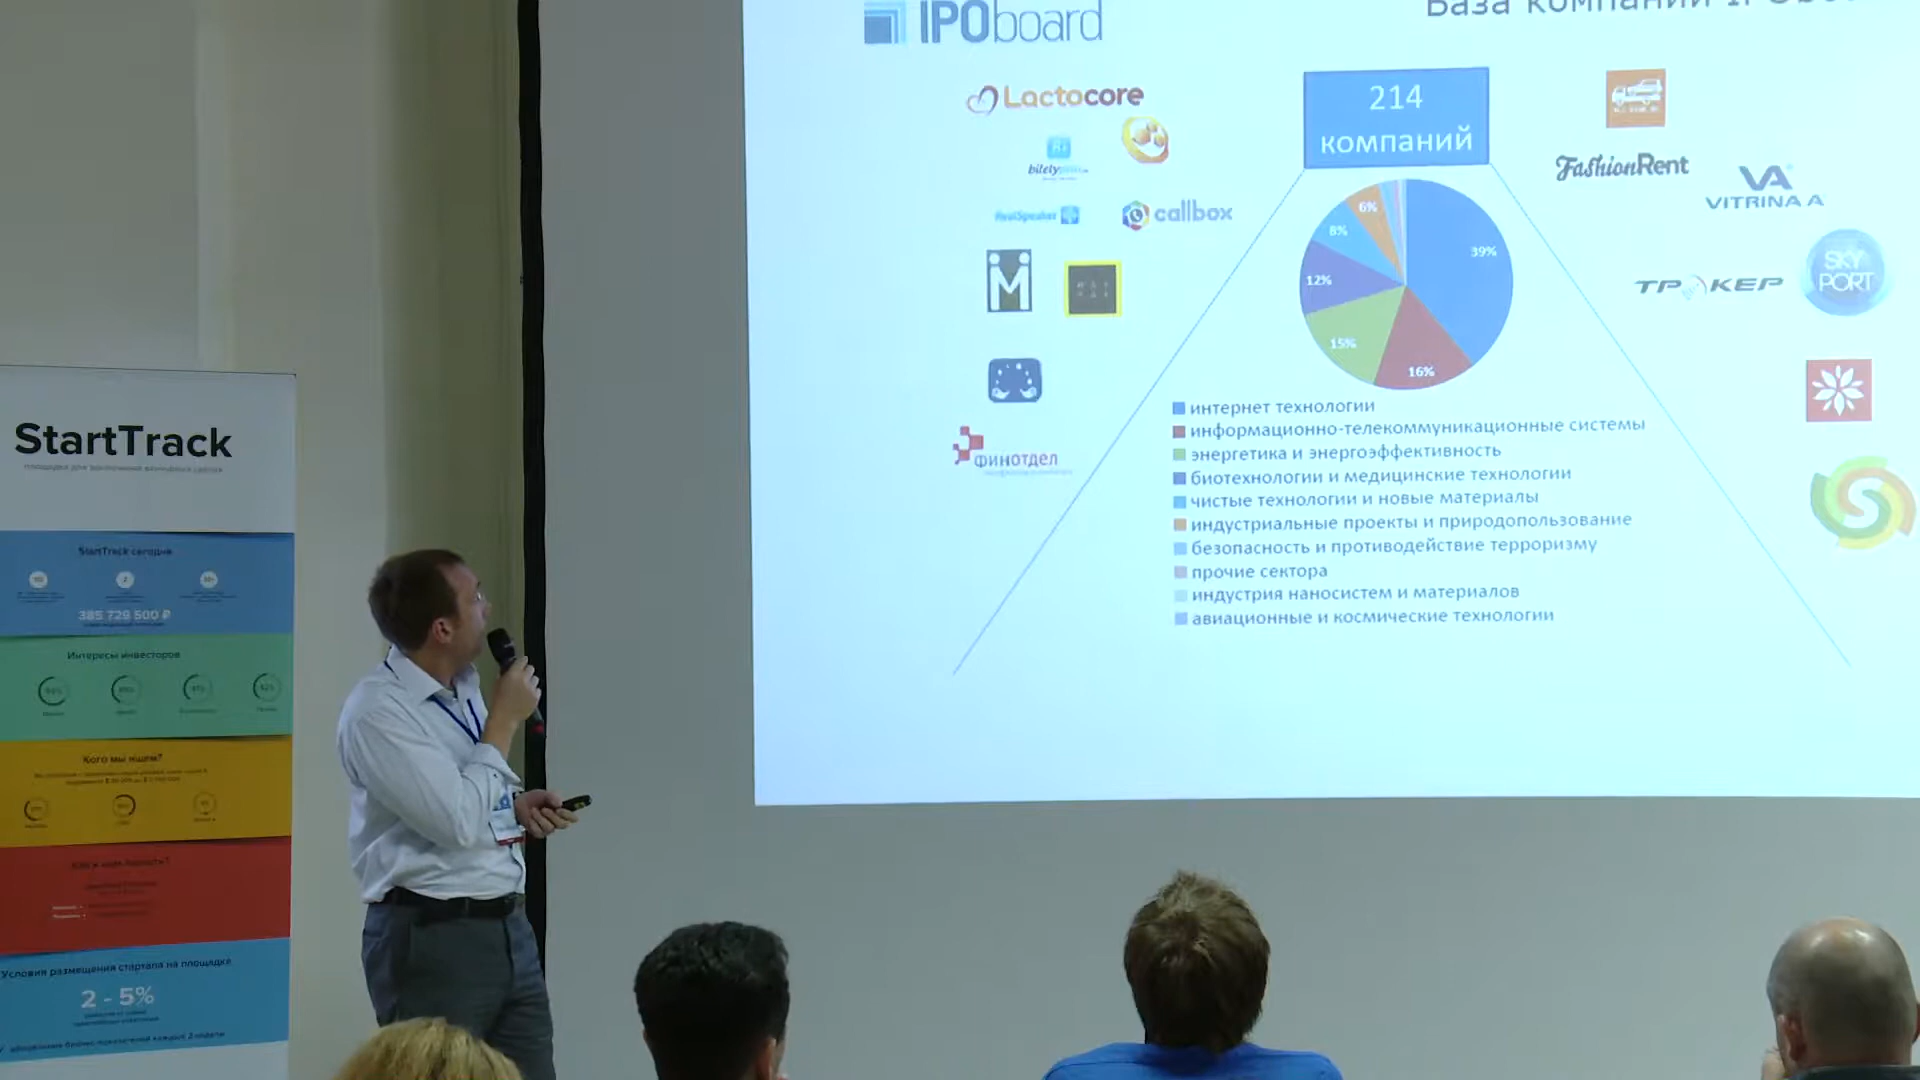 IPOboard
База компаний
Lactocore
214
компаний
FashionRent
VA
VITRINA A
RealSpeaker
callbox
ТРЕКЕР
SKY
PORT
M
ФИНОТДЕЛ
6%
8%
12%
15%
16%
39%
интернет технологии
информационно-телекоммуникационные системы
энергетика и энергоэффективность
биотехнологии и медицинские технологии
чистые технологии и новые материалы
индустриальные проекты и природопользование
безопасность и противодействие терроризму
прочие сектора
индустрия наносистем и материалов
авиационные и космические технологии
StartTrack
StartTrack сегодня
385 729 500 ₽
Интересы инвесторов
Кого мы ищем?
Условия размещения стартапа на площадке
2 - 5%